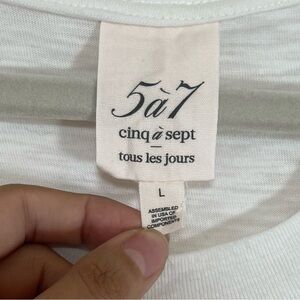 5à7
cinq à sept
tous les jours
L
ASSEMBLED
IN USA OF
IMPORTED
COMPONENTS